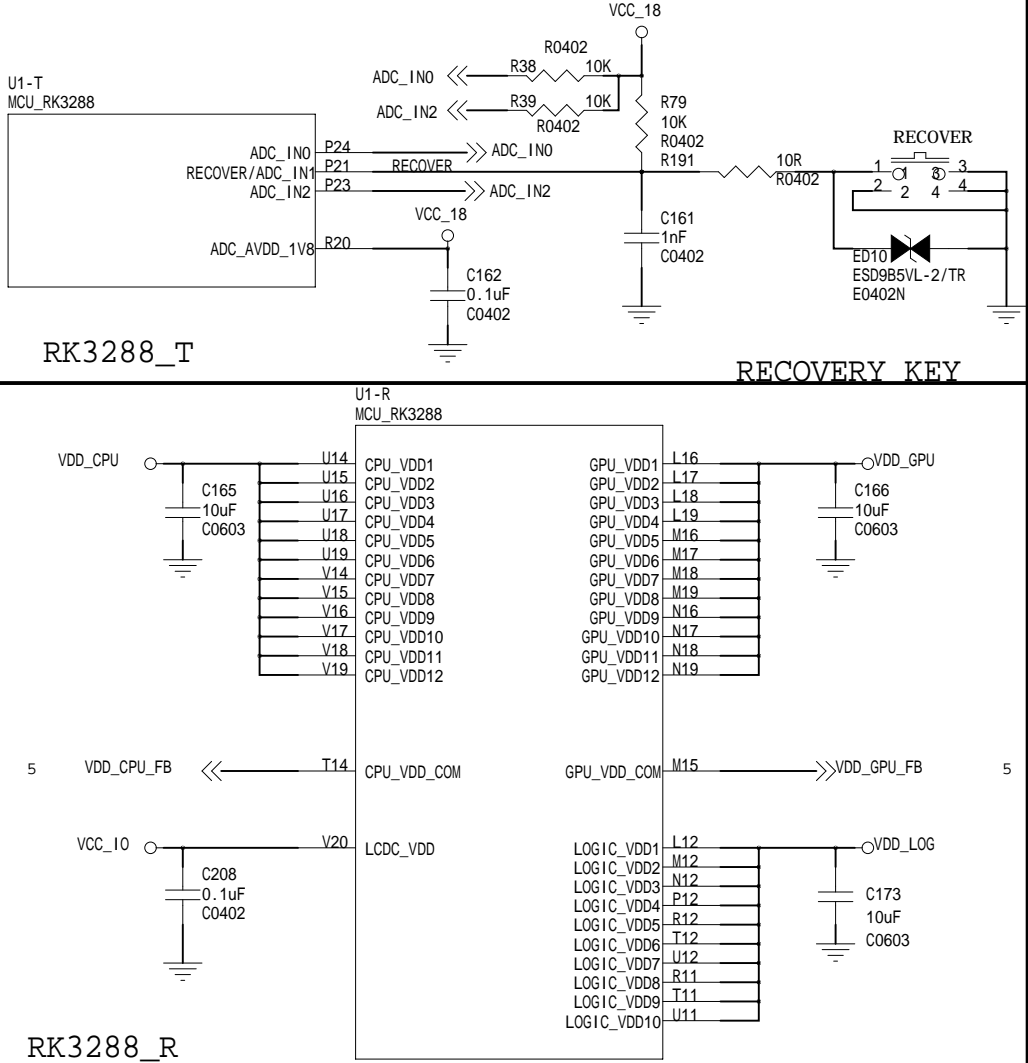 VCC_18
R0402
ADC_IN0 R38 10K
ADC_IN2 R39 10K
R0402
R79
10K
R0402
U1-T
MCU_RK3288
ADC_IN0 P24 ADC_IN0
RECOVER/ADC_IN1 P21 RECOVER
ADC_IN2 P23 ADC_IN2
R191 10R
R0402
RECOVER
1 1 3 3
2 2 4 4
VCC_18
ADC_AVDD_1V8 R20
C161
1nF
C0402
C162
0.1uF
C0402
ED10
ESD9B5VL-2/TR
E0402N
RK3288_T
RECOVERY KEY
U1-R
MCU_RK3288
VDD_CPU U14 CPU_VDD1 GPU_VDD1 L16 VDD_GPU
U15 CPU_VDD2 GPU_VDD2 L17
U16 CPU_VDD3 GPU_VDD3 L18
U17 CPU_VDD4 GPU_VDD4 L19
U18 CPU_VDD5 GPU_VDD5 M16
U19 CPU_VDD6 GPU_VDD6 M17
V14 CPU_VDD7 GPU_VDD7 M18
V15 CPU_VDD8 GPU_VDD8 M19
V16 CPU_VDD9 GPU_VDD9 N16
V17 CPU_VDD10 GPU_VDD10 N17
V18 CPU_VDD11 GPU_VDD11 N18
V19 CPU_VDD12 GPU_VDD12 N19
C165
10uF
C0603
C166
10uF
C0603
5 VDD_CPU_FB T14 CPU_VDD_COM GPU_VDD_COM M15 VDD_GPU_FB 5
VCC_IO V20 LCDC_VDD LOGIC_VDD1 L12 VDD_LOG
LOGIC_VDD2 M12
LOGIC_VDD3 N12
LOGIC_VDD4 P12
LOGIC_VDD5 R12
LOGIC_VDD6 T12
LOGIC_VDD7 U12
LOGIC_VDD8 R11
LOGIC_VDD9 T11
LOGIC_VDD10 U11
C208
0.1uF
C0402
C173
10uF
C0603
RK3288_R